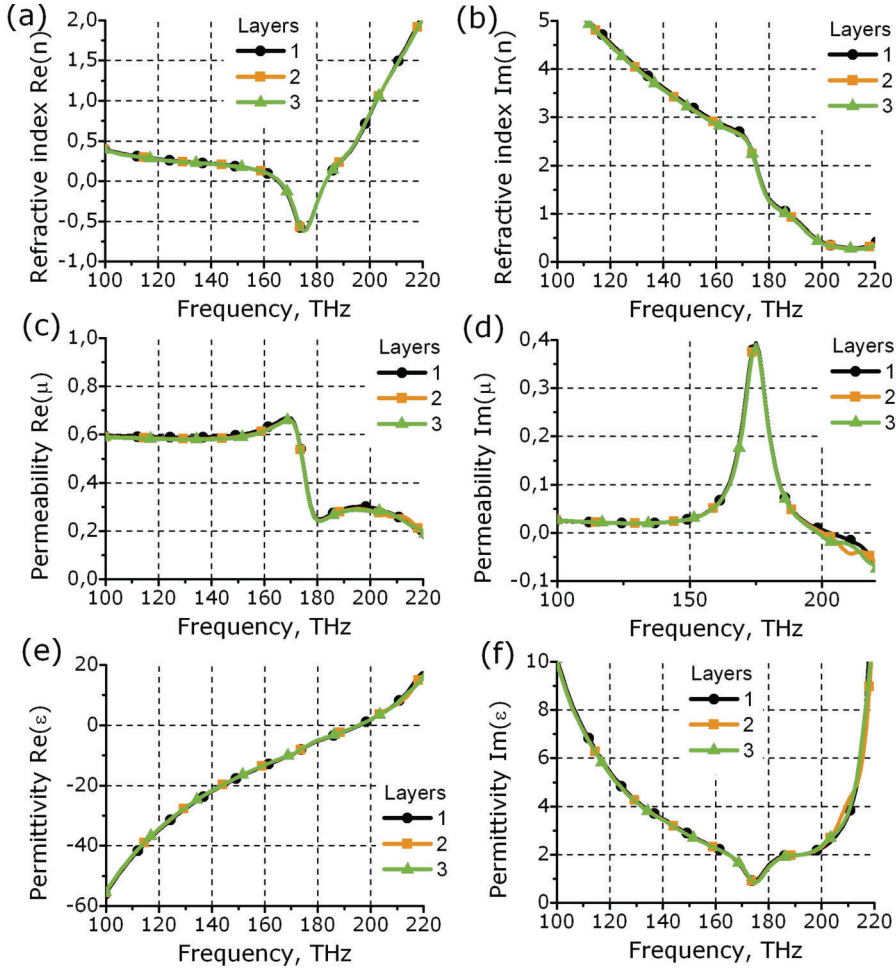 (a)
Refractive index Re(n)
2,0
1,5
1,0
0,5
0,0
-0,5
-1,0
Layers
1
2
3
100 120 140 160 180 200 220
Frequency, THz
(b)
Refractive index Im(n)
5
4
3
2
1
0
Layers
1
2
3
100 120 140 160 180 200 220
Frequency, THz
(c)
Permeability Re(μ)
1,0
0,8
0,6
0,4
0,2
0,0
Layers
1
2
3
100 120 140 160 180 200 220
Frequency, THz
(d)
Permeability Im(μ)
0,4
0,3
0,2
0,1
0,0
-0,1
Layers
1
2
3
100 150 200
Frequency, THz
(e)
Permittivity Re(ε)
20
0
-20
-40
-60
Layers
1
2
3
100 120 140 160 180 200 220
Frequency, THz
(f)
Permittivity Im(ε)
10
8
6
4
2
0
Layers
1
2
3
100 120 140 160 180 200 220
Frequency, THz